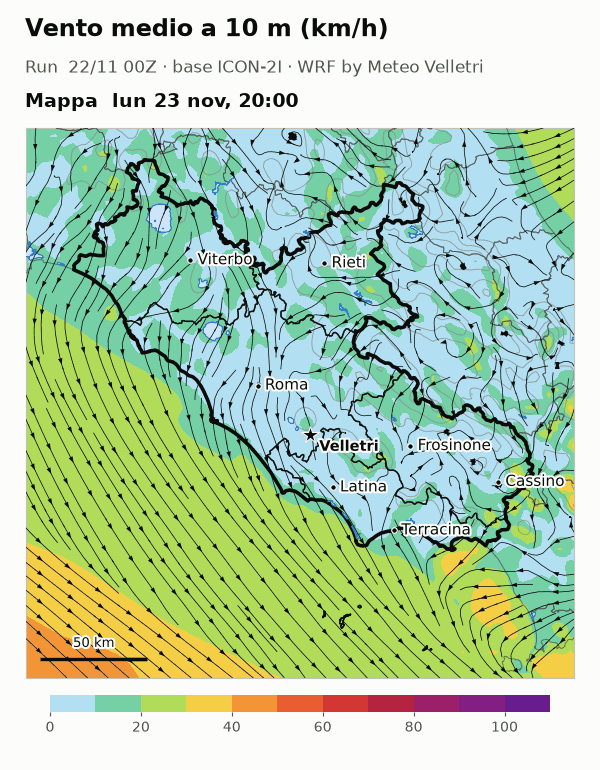 Vento medio a 10 m (km/h)
Run 22/11 00Z · base ICON-2I · WRF by Meteo Velletri
Mappa lun 23 nov, 20:00
Viterbo
Rieti
Roma
Velletri
Frosinone
Cassino
Latina
Terracina
50 km
0 20 40 60 80 100